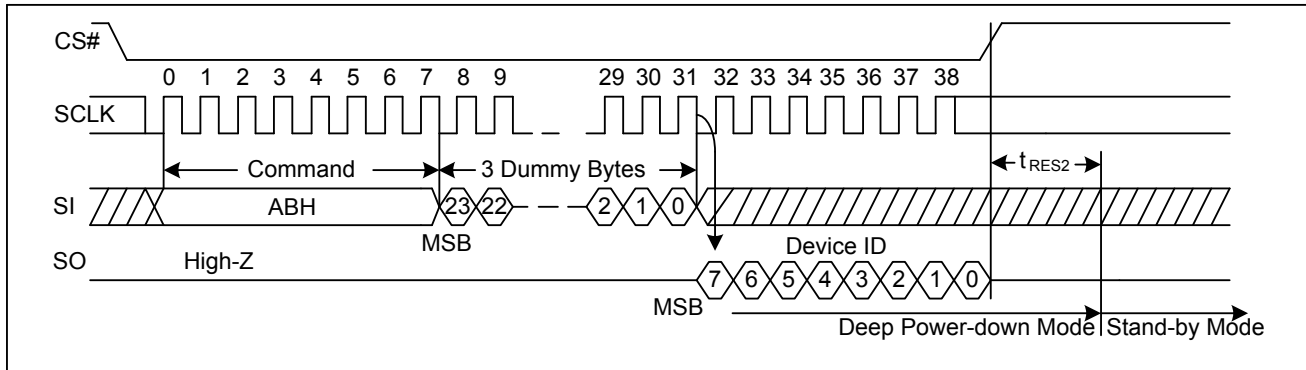 CS#
0 1 2 3 4 5 6 7 8 9 29 30 31 32 33 34 35 36 37 38
SCLK
Command 3 Dummy Bytes tRES2
SI ABH 23 22 2 1 0
MSB
SO High-Z Device ID
7 6 5 4 3 2 1 0
MSB
Deep Power-down Mode Stand-by Mode